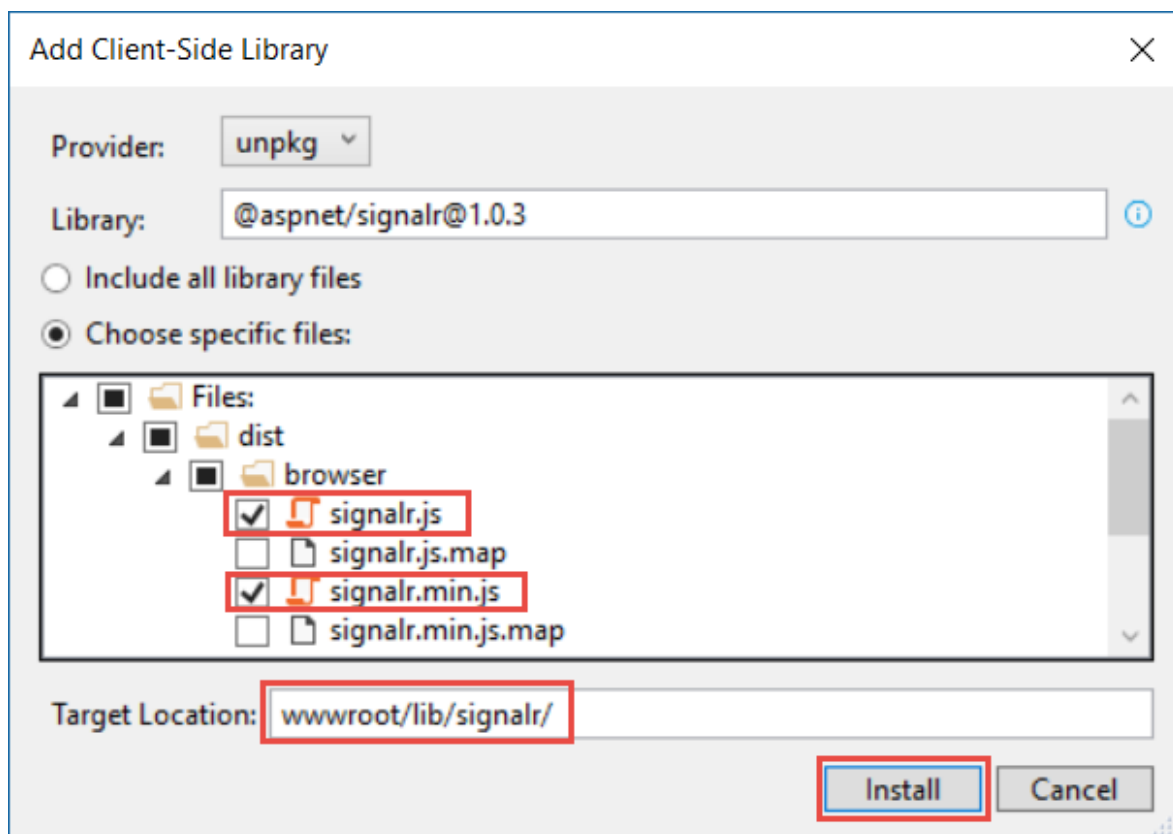 Add Client-Side Library
Provider: unpkg
Library: @aspnet/signalr@1.0.3
Include all library files
Choose specific files:
Files:
dist
browser
signalr.js
signalr.js.map
signalr.min.js
signalr.min.js.map
Target Location: wwwroot/lib/signalr/
Install Cancel